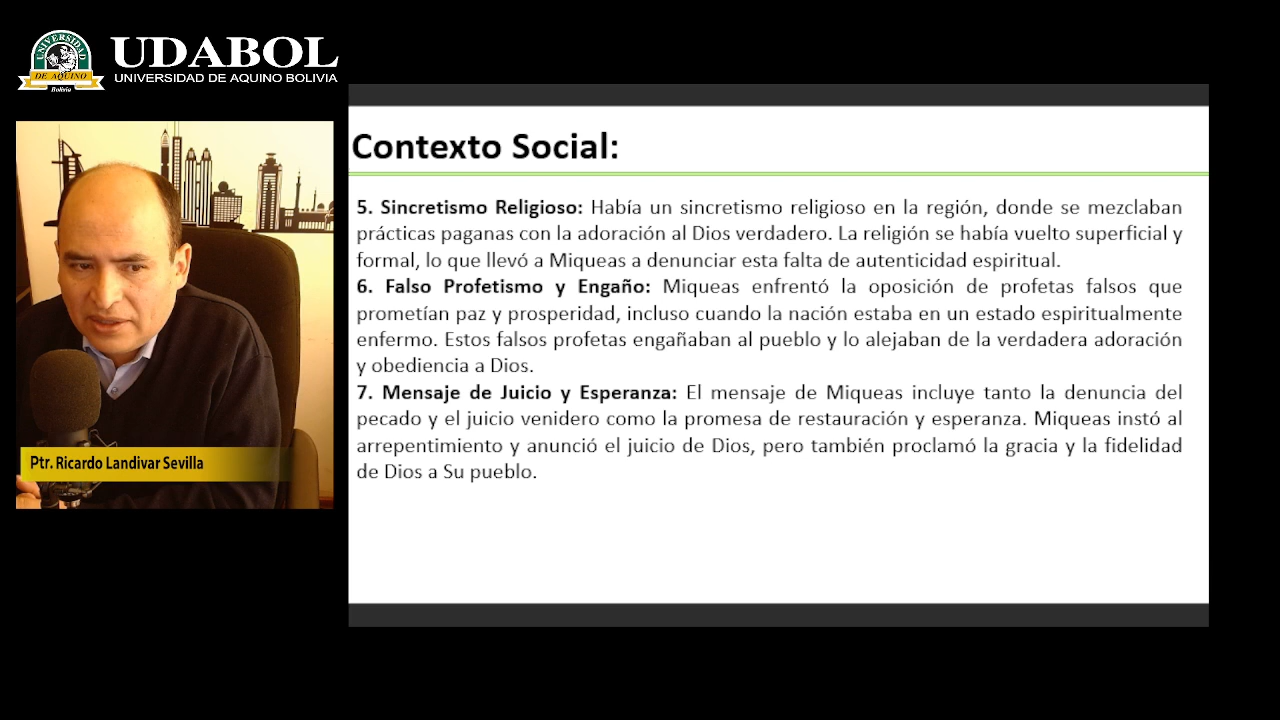 UNIVERSIDAD
DE AQUINO
Bolivia
UDABOL
UNIVERSIDAD DE AQUINO BOLIVIA
Contexto Social:
5. Sincretismo Religioso: Había un sincretismo religioso en la región, donde se mezclaban
prácticas paganas con la adoración al Dios verdadero. La religión se había vuelto superficial y
formal, lo que llevó a Miqueas a denunciar esta falta de autenticidad espiritual.
6. Falso Profetismo y Engaño: Miqueas enfrentó la oposición de profetas falsos que
prometían paz y prosperidad, incluso cuando la nación estaba en un estado espiritualmente
enfermo. Estos falsos profetas engañaban al pueblo y lo alejaban de la verdadera adoración
y obediencia a Dios.
7. Mensaje de Juicio y Esperanza: El mensaje de Miqueas incluye tanto la denuncia del
pecado y el juicio venidero como la promesa de restauración y esperanza. Miqueas instó al
arrepentimiento y anunció el juicio de Dios, pero también proclamó la gracia y la fidelidad
de Dios a Su pueblo.
Ptr. Ricardo Landivar Sevilla